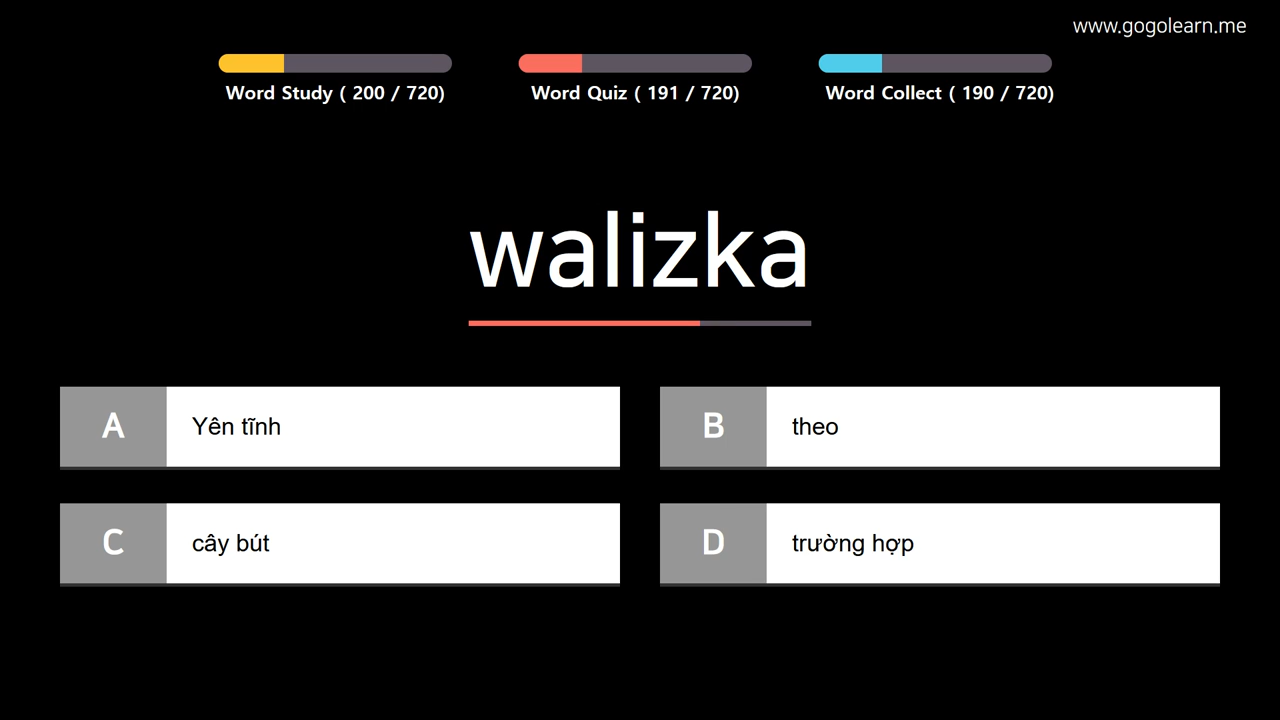 www.gogolearn.me
Word Study ( 200 / 720)
Word Quiz ( 191 / 720)
Word Collect ( 190 / 720)
walizka
A Yên tĩnh
B theo
C cây bút
D trường hợp